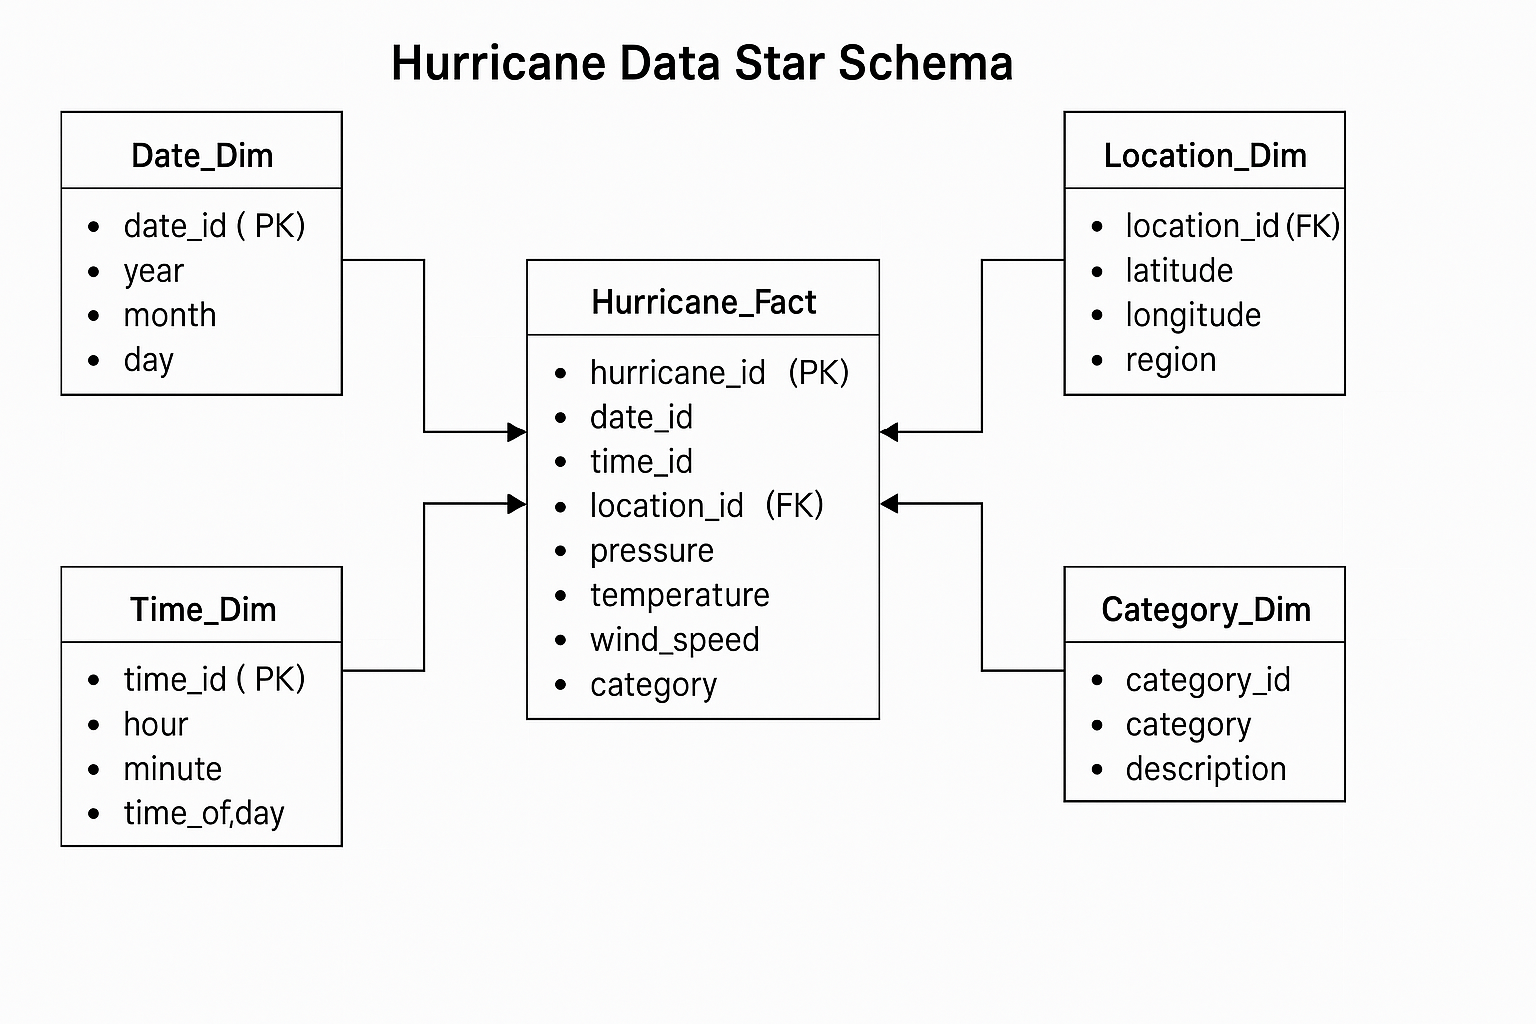 Hurricane Data Star Schema
Date_Dim
• date_id ( PK)
• year
• month
• day
Time_Dim
• time_id ( PK)
• hour
• minute
• time_of,day
Hurricane_Fact
• hurricane_id (PK)
• date_id
• time_id
• location_id (FK)
• pressure
• temperature
• wind_speed
• category
Location_Dim
• location_id (FK)
• latitude
• longitude
• region
Category_Dim
• category_id
• category
• description